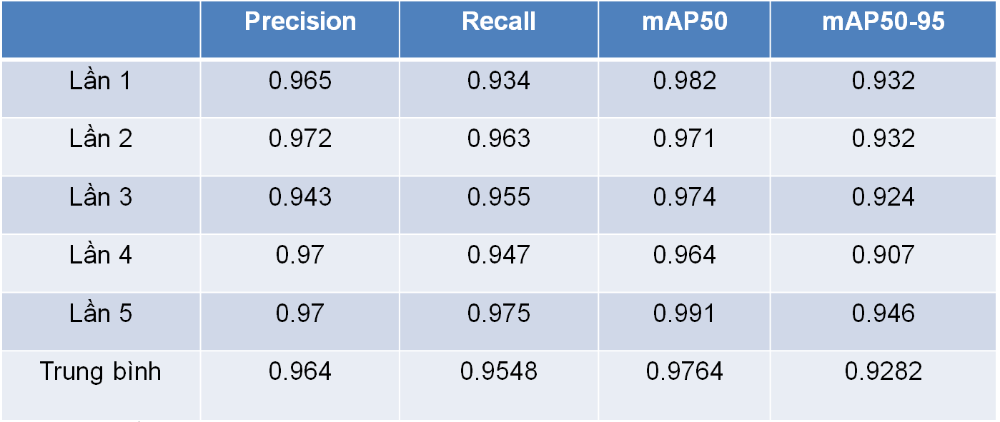 Precision Recall mAP50 mAP50-95
Lần 1 0.965 0.934 0.982 0.932
Lần 2 0.972 0.963 0.971 0.932
Lần 3 0.943 0.955 0.974 0.924
Lần 4 0.97 0.947 0.964 0.907
Lần 5 0.97 0.975 0.991 0.946
Trung bình 0.964 0.9548 0.9764 0.9282